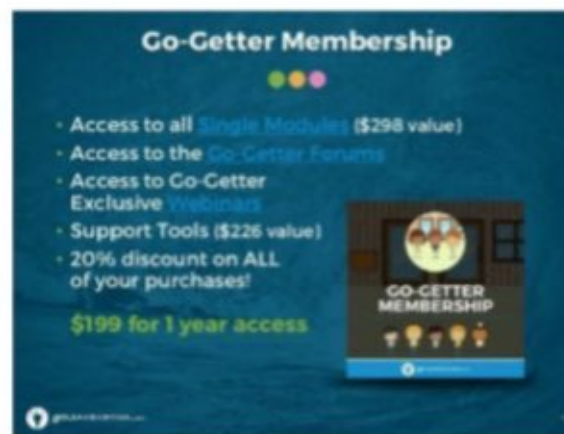 Go-Getter Membership
• Access to all Single Modules ($298 value)
• Access to the Go-Getter Forums
• Access to Go-Getter
Exclusive Webinars
• Support Tools ($226 value)
• 20% discount on ALL
of your purchases!
$199 for 1 year access
GO-GETTER
MEMBERSHIP